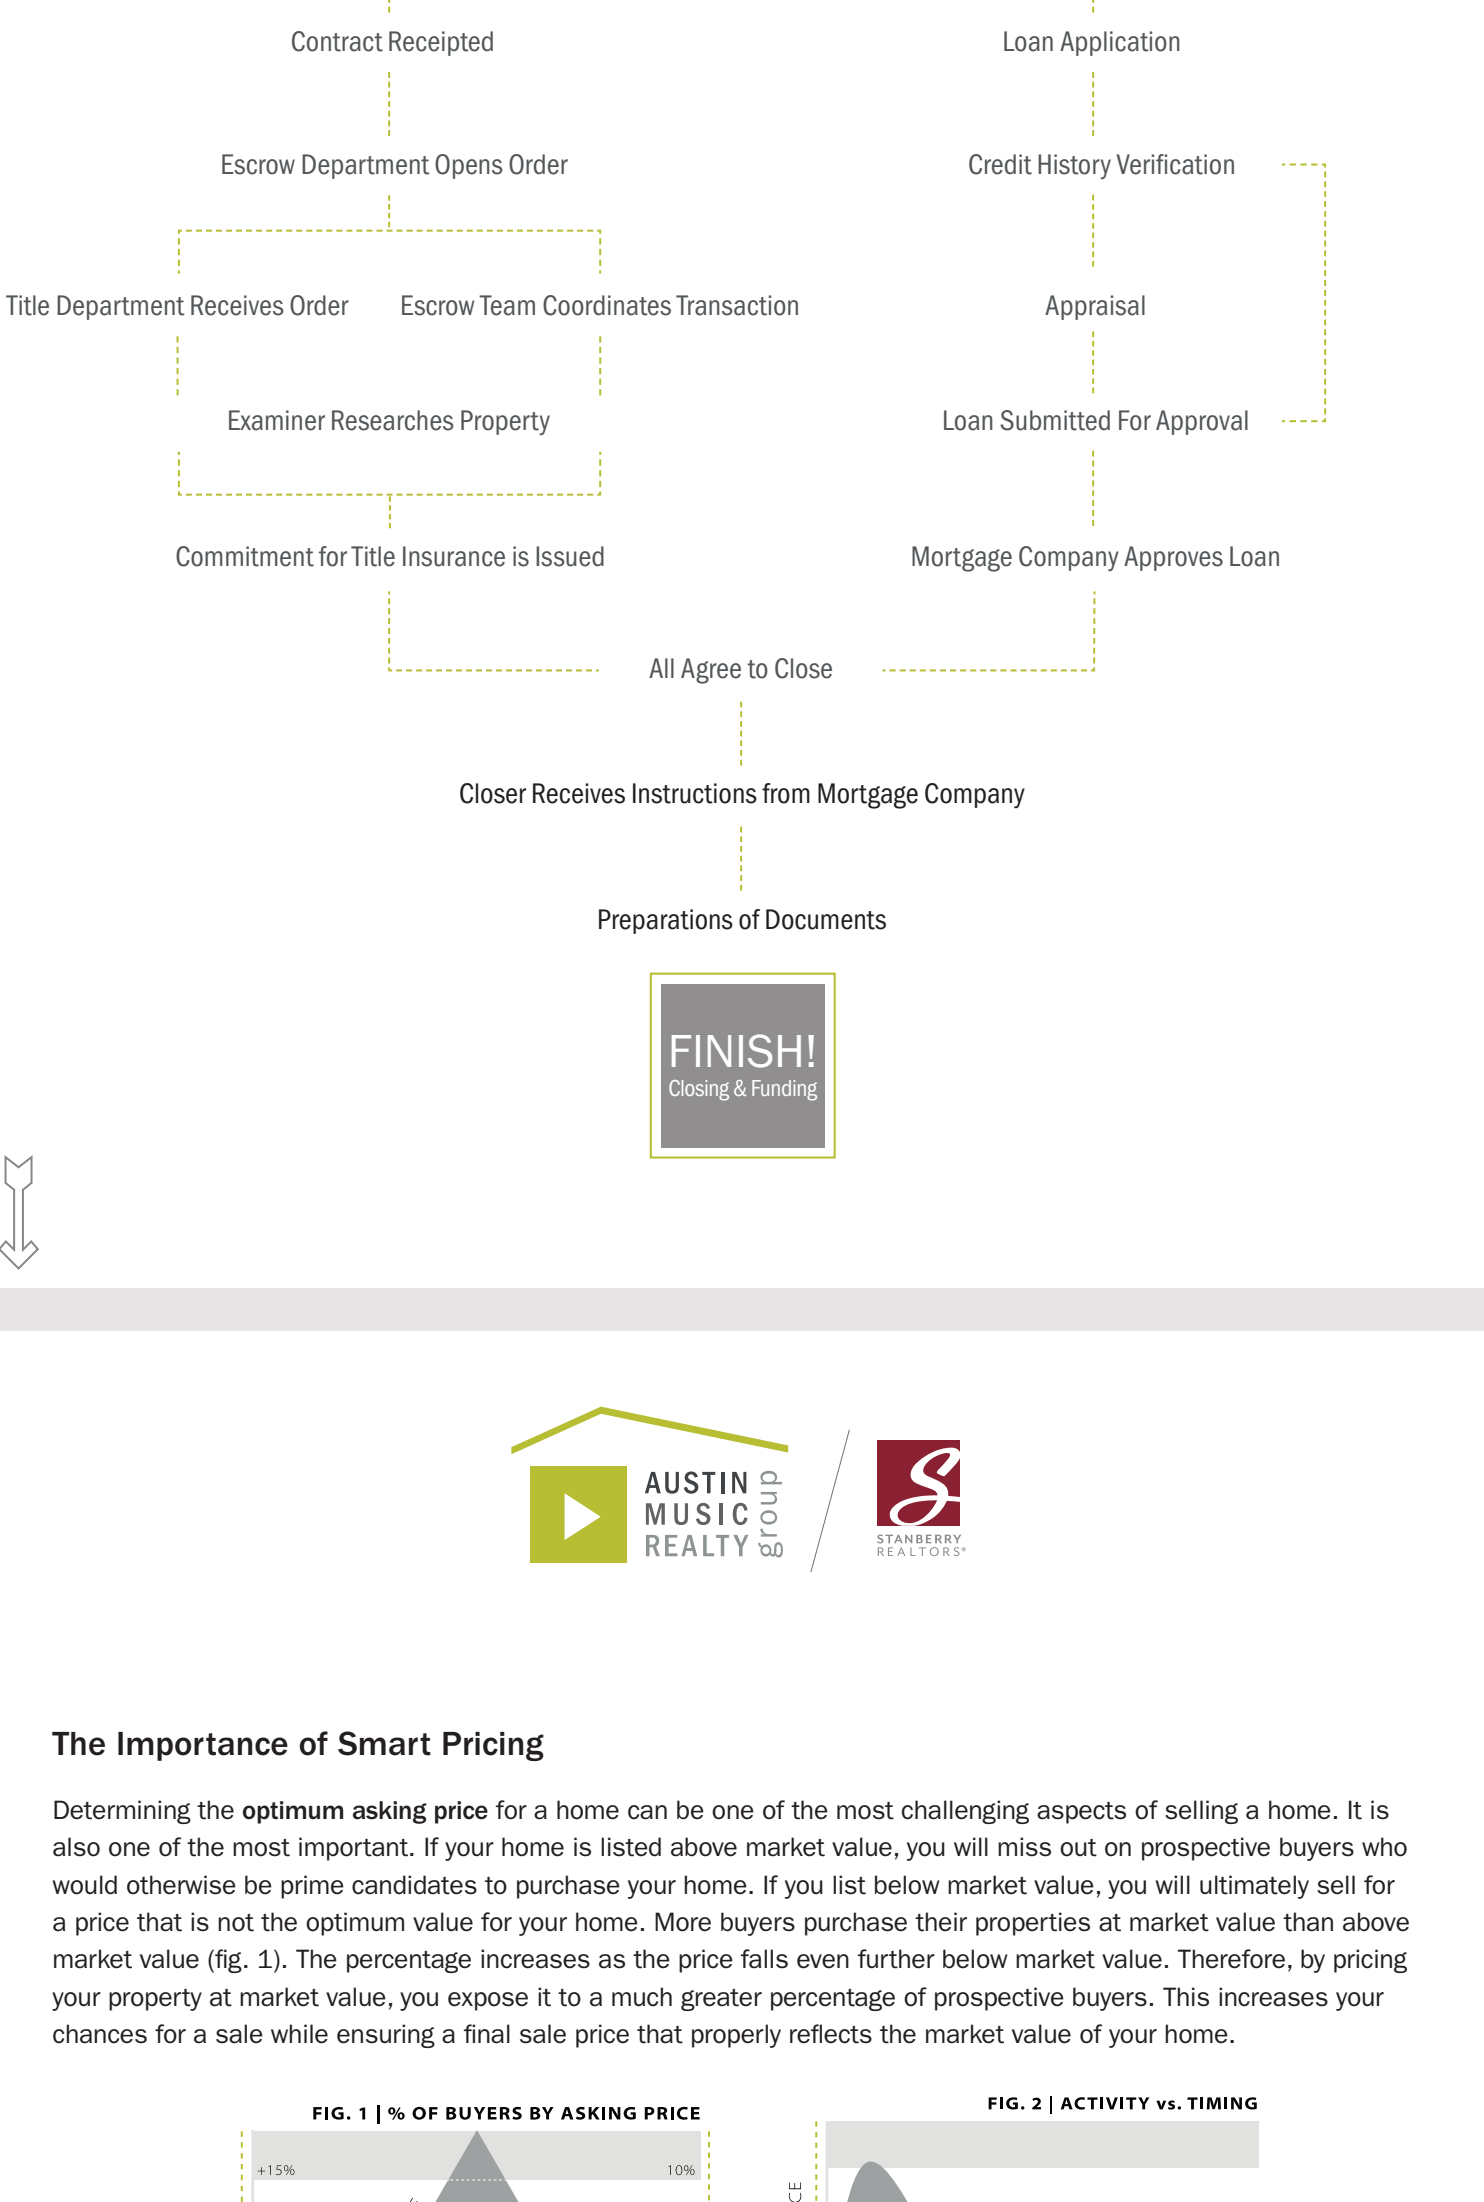 Contract Receipted
Loan Application
Escrow Department Opens Order
Credit History Verification
Title Department Receives Order
Escrow Team Coordinates Transaction
Appraisal
Examiner Researches Property
Loan Submitted For Approval
Commitment for Title Insurance is Issued
Mortgage Company Approves Loan
All Agree to Close
Closer Receives Instructions from Mortgage Company
Preparations of Documents
FINISH!
Closing & Funding
AUSTIN
MUSIC
REALTY
group
S
STANBERRY
REALTORS®
The Importance of Smart Pricing
Determining the optimum asking price for a home can be one of the most challenging aspects of selling a home. It is
also one of the most important. If your home is listed above market value, you will miss out on prospective buyers who
would otherwise be prime candidates to purchase your home. If you list below market value, you will ultimately sell for
a price that is not the optimum value for your home. More buyers purchase their properties at market value than above
market value (fig. 1). The percentage increases as the price falls even further below market value. Therefore, by pricing
your property at market value, you expose it to a much greater percentage of prospective buyers. This increases your
chances for a sale while ensuring a final sale price that properly reflects the market value of your home.
FIG. 1 | % OF BUYERS BY ASKING PRICE
FIG. 2 | ACTIVITY vs. TIMING
+15%
10%